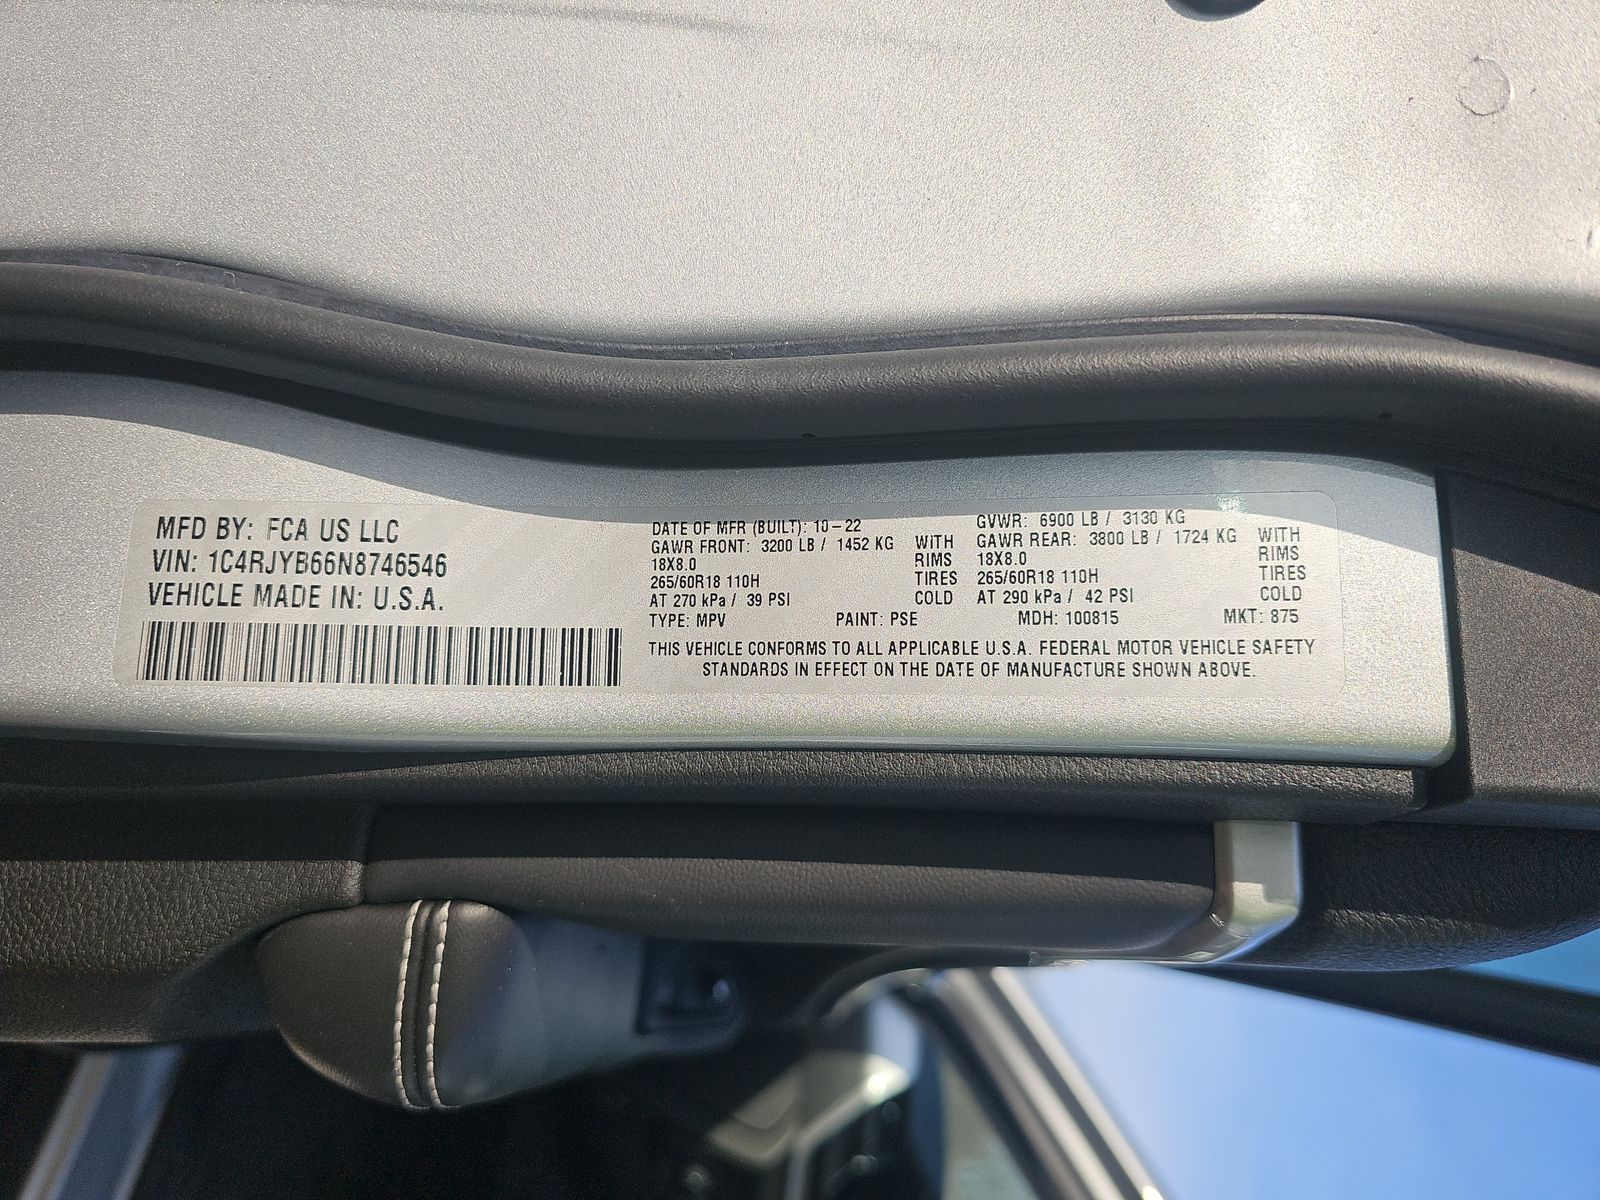 MFD BY: FCA US LLC
VIN: 1C4RJYB66N8746546
VEHICLE MADE IN: U.S.A.
DATE OF MFR (BUILT): 10-22
GAWR FRONT: 3200 LB / 1452 KG WITH
18X8.0 RIMS
265/60R18 110H TIRES
AT 270 kPa / 39 PSI COLD
GVWR: 6900 LB / 3130 KG
GAWR REAR: 3800 LB / 1724 KG WITH
18X8.0 RIMS
265/60R18 110H TIRES
AT 290 kPa / 42 PSI COLD
TYPE: MPV PAINT: PSE MDH: 100815 MKT: 875
THIS VEHICLE CONFORMS TO ALL APPLICABLE U.S.A. FEDERAL MOTOR VEHICLE SAFETY
STANDARDS IN EFFECT ON THE DATE OF MANUFACTURE SHOWN ABOVE.